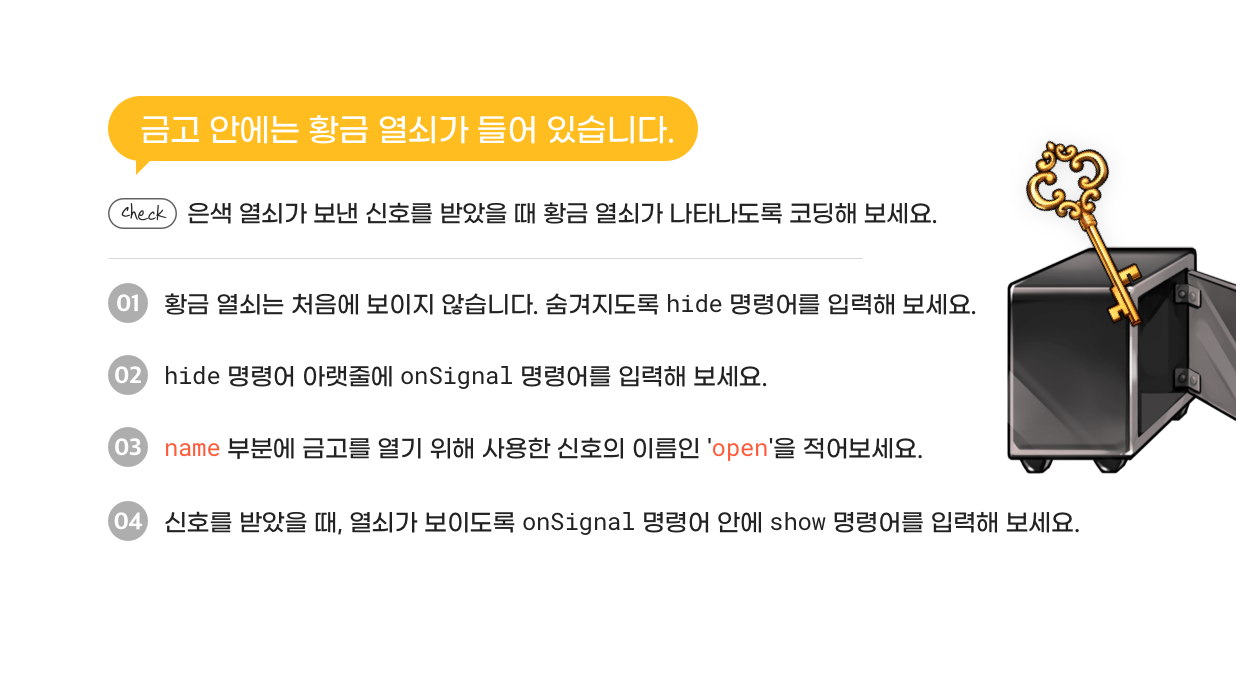 금고 안에는 황금 열쇠가 들어 있습니다.
check 은색 열쇠가 보낸 신호를 받았을 때 황금 열쇠가 나타나도록 코딩해 보세요.
01 황금 열쇠는 처음에 보이지 않습니다. 숨겨지도록 hide 명령어를 입력해 보세요.
02 hide 명령어 아랫줄에 onSignal 명령어를 입력해 보세요.
03 name 부분에 금고를 열기 위해 사용한 신호의 이름인 'open'을 적어보세요.
04 신호를 받았을 때, 열쇠가 보이도록 onSignal 명령어 안에 show 명령어를 입력해 보세요.